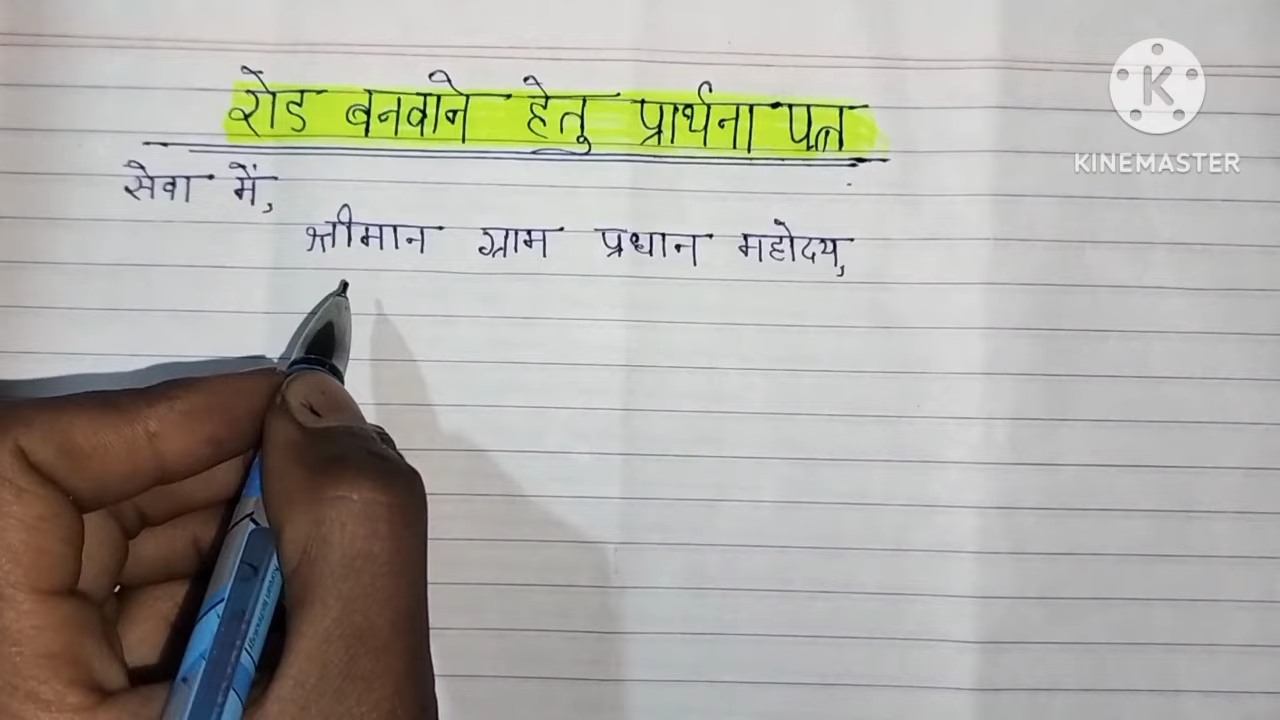 रोड बनवाने हेतु प्रार्थना पत्र
सेवा में,
श्रीमान ग्राम प्रधान महोदय,
K
KINEMASTER